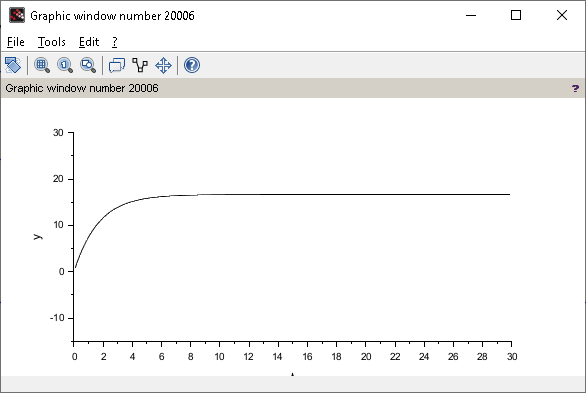 Graphic window number 20006
File Tools Edit ?
Graphic window number 20006 ?
30
20
10
0
-10
y
0 2 4 6 8 10 12 14 16 18 20 22 24 26 28 30